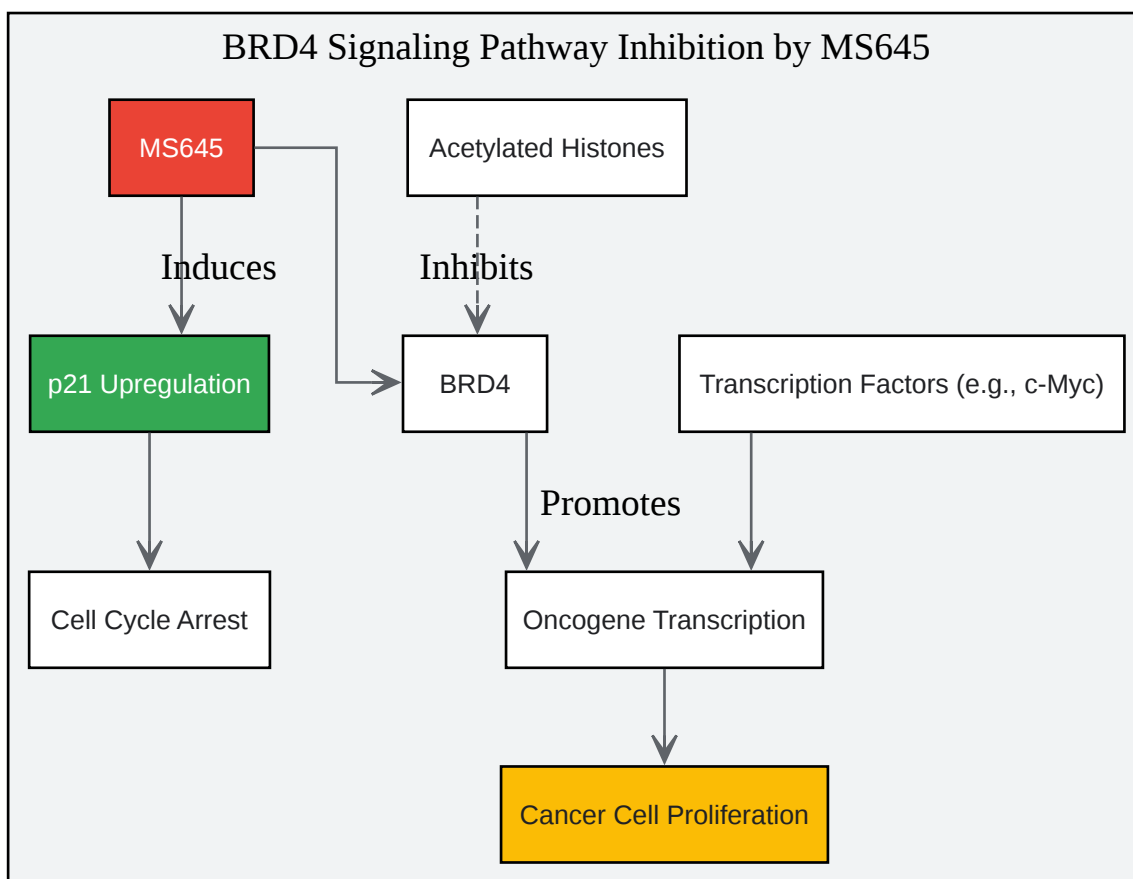 BRD4 Signaling Pathway Inhibition by MS645
MS645
Acetylated Histones
Induces
Inhibits
p21 Upregulation
BRD4
Transcription Factors (e.g., c-Myc)
Promotes
Cell Cycle Arrest
Oncogene Transcription
Cancer Cell Proliferation